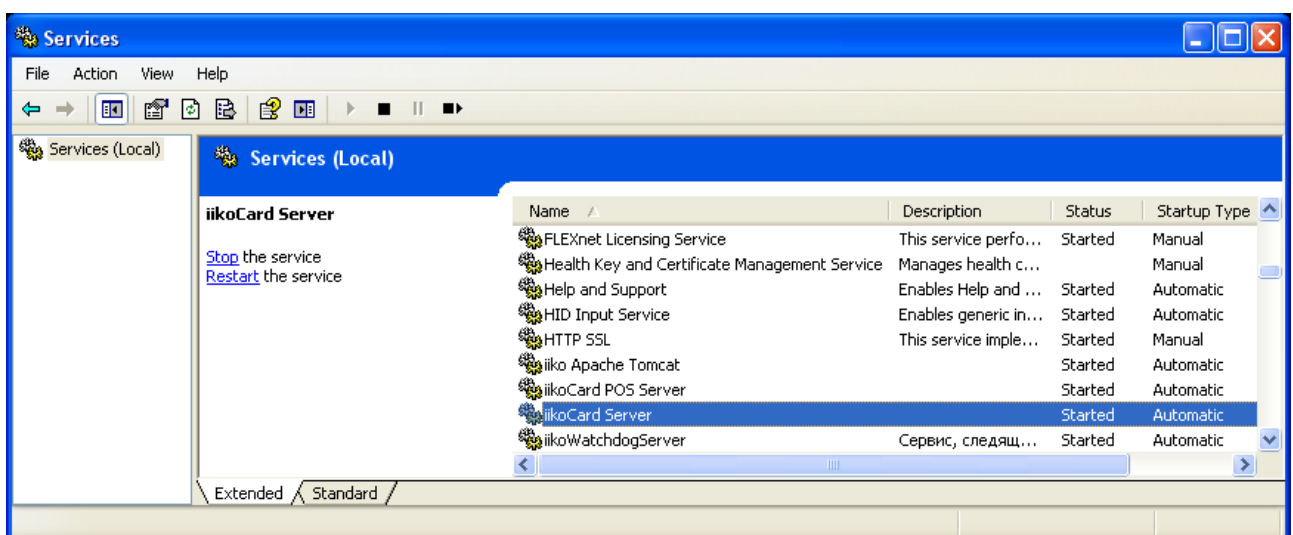 Services
File Action View Help
Services (Local)
Services (Local)
iikoCard Server
Stop the service
Restart the service
Name Description Status Startup Type
FLEXnet Licensing Service This service perfo... Started Manual
Health Key and Certificate Management Service Manages health c... Manual
Help and Support Enables Help and ... Started Automatic
HID Input Service Enables generic in... Started Automatic
HTTP SSL This service imple... Started Manual
iiko Apache Tomcat Started Automatic
iikoCard POS Server Started Automatic
iikoCard Server Started Automatic
iikoWatchdogServer Сервис, следящ... Started Automatic
Extended Standard